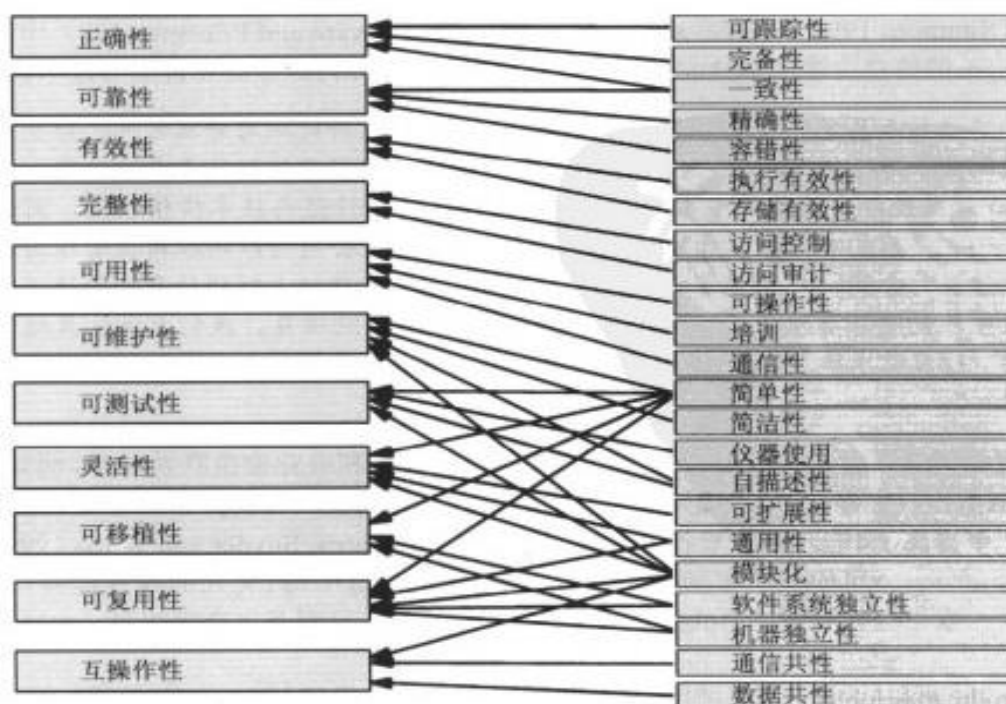 正确性
可靠性
有效性
完整性
可用性
可维护性
可测试性
灵活性
可移植性
可复用性
互操作性
可跟踪性
完备性
一致性
精确性
容错性
执行有效性
存储有效性
访问控制
访问审计
可操作性
培训
通信性
简单性
简洁性
仪器使用
自描述性
可扩展性
通用性
模块化
软件系统独立性
机器独立性
通信共性
数据共性